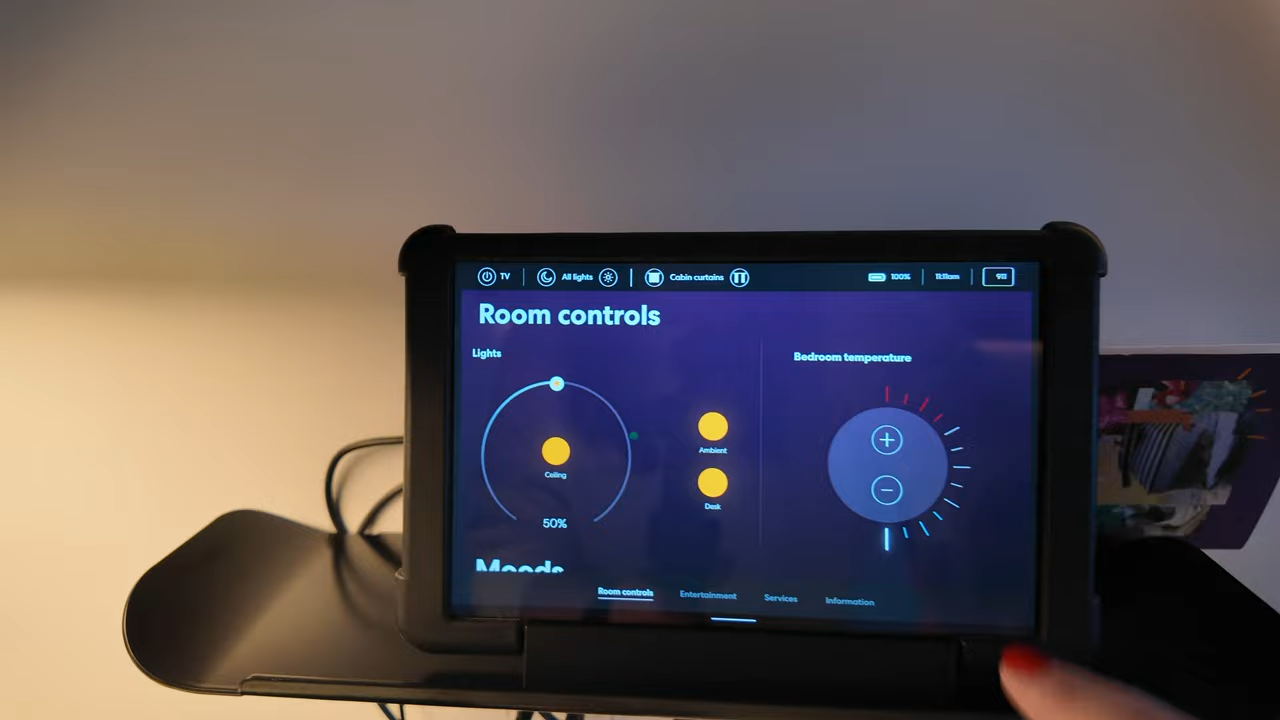 TV All lights Cabin curtains 100% 11:11am 911
Room controls
Lights
Bedroom temperature
Ambient
Ceiling
Desk
50%
Moods
Room controls Entertainment Services Information